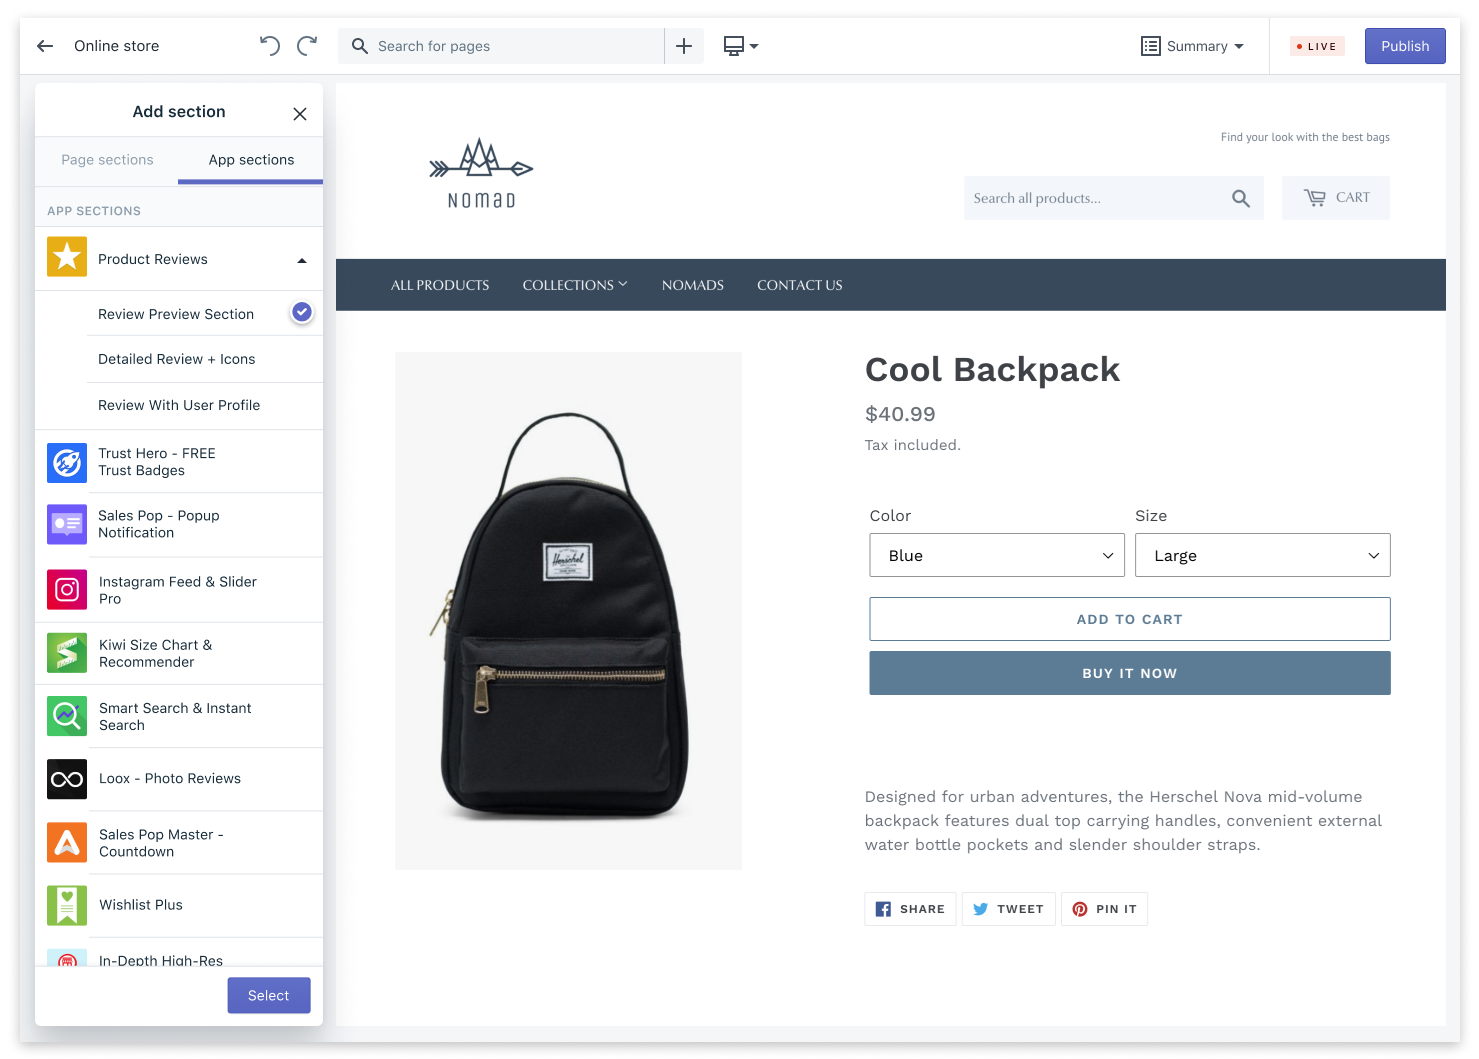 Online store
Search for pages
Summary
LIVE
Publish
Add section
Page sections
App sections
APP SECTIONS
Product Reviews
Review Preview Section
Detailed Review + Icons
Review With User Profile
Trust Hero - FREE
Trust Badges
Sales Pop - Popup
Notification
Instagram Feed & Slider
Pro
Kiwi Size Chart &
Recommender
Smart Search & Instant
Search
Loox - Photo Reviews
Sales Pop Master -
Countdown
Wishlist Plus
In-Depth High-Res
Select
NOMAD
Find your look with the best bags
Search all products...
CART
ALL PRODUCTS
COLLECTIONS
NOMADS
CONTACT US
Herschel
Cool Backpack
$40.99
Tax included.
Color
Size
Blue
Large
ADD TO CART
BUY IT NOW
Designed for urban adventures, the Herschel Nova mid-volume
backpack features dual top carrying handles, convenient external
water bottle pockets and slender shoulder straps.
SHARE
TWEET
PIN IT